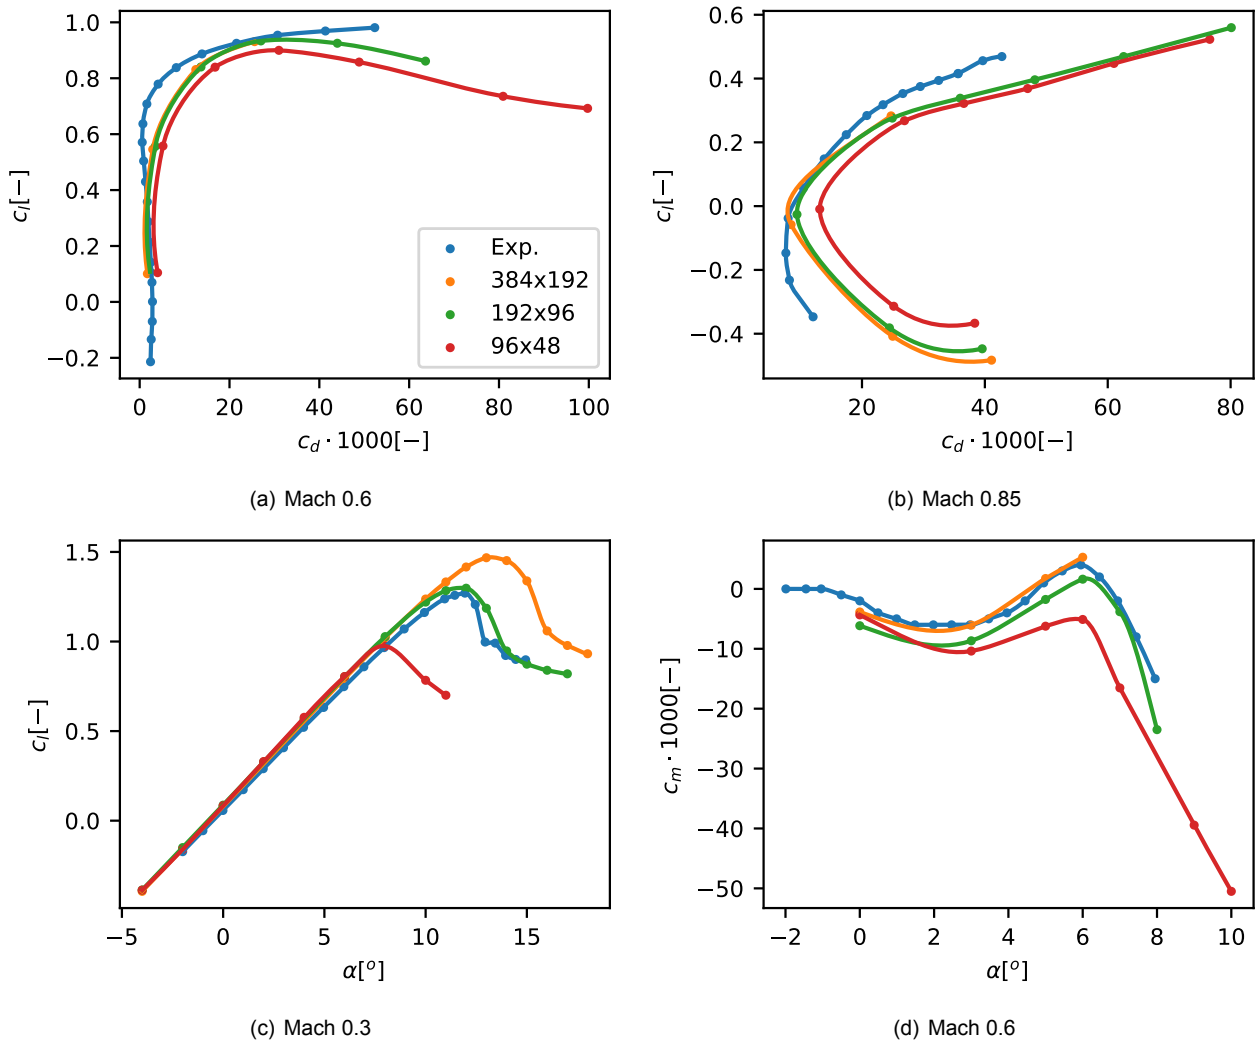 1.0
0.8
0.6
0.4
0.2
0.0
−0.2
c_l[−]
0 20 40 60 80 100
c_d · 1000[−]
Exp.
384x192
192x96
96x48
(a) Mach 0.6
0.6
0.4
0.2
0.0
−0.2
−0.4
c_l[−]
20 40 60 80
c_d · 1000[−]
(b) Mach 0.85
1.5
1.0
0.5
0.0
c_l[−]
−5 0 5 10 15
α[°]
(c) Mach 0.3
0
−10
−20
−30
−40
−50
c_m · 1000[−]
−2 0 2 4 6 8 10
α[°]
(d) Mach 0.6